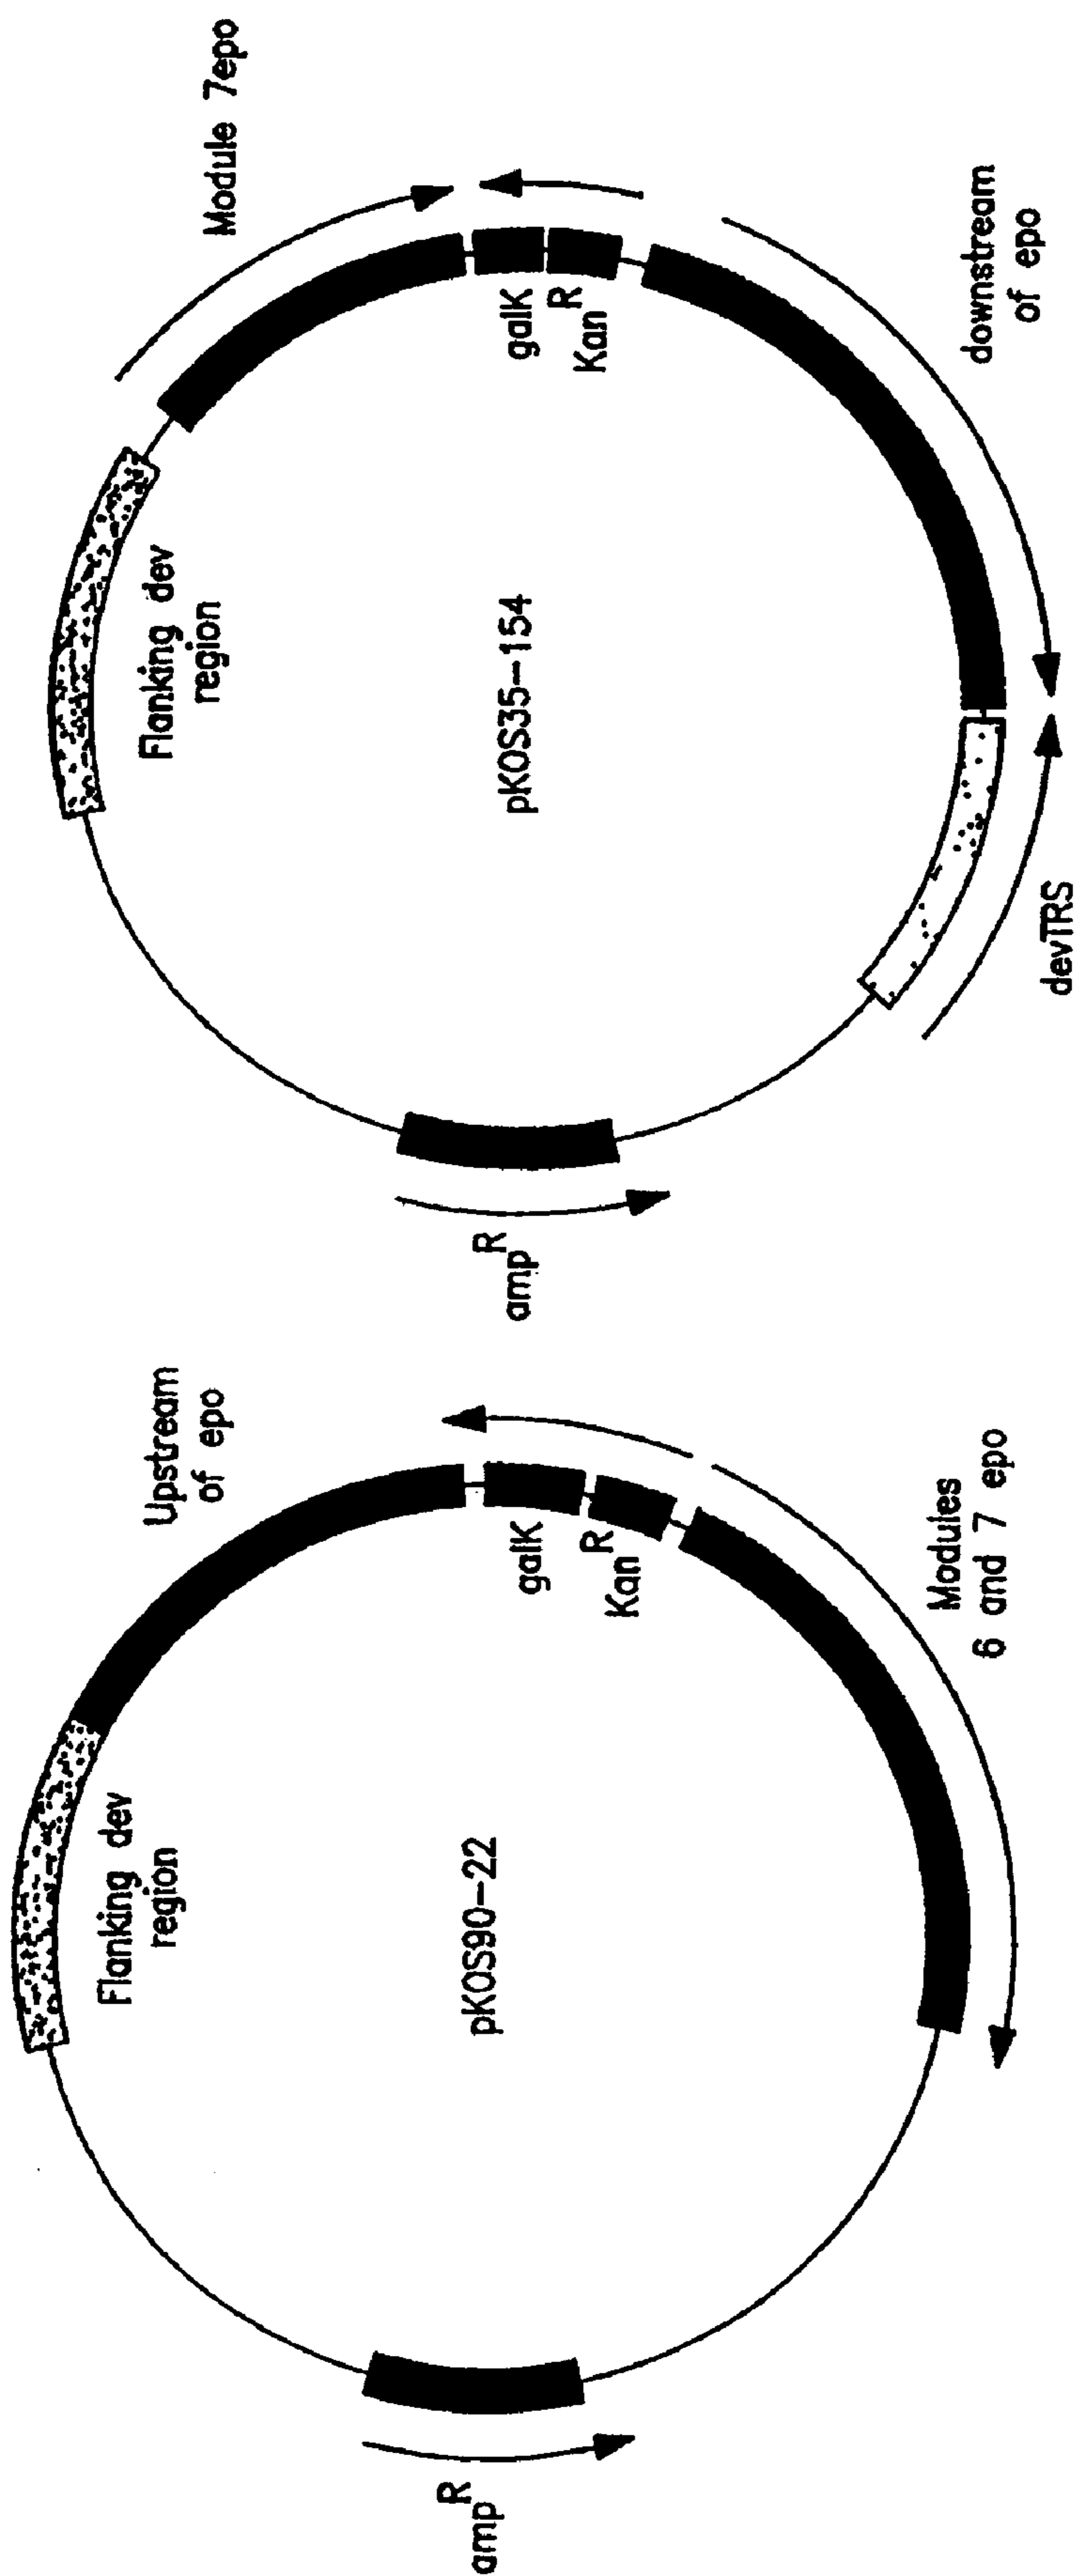 Upstream
of epo
Flanking dev
region
galK
Kan^R
pKOS90-22
Modules
6 and 7 epo
amp^R
Module 7epo
Flanking dev
region
galK
Kan^R
pKOS35-154
downstream
of epo
devTRS
amp^R